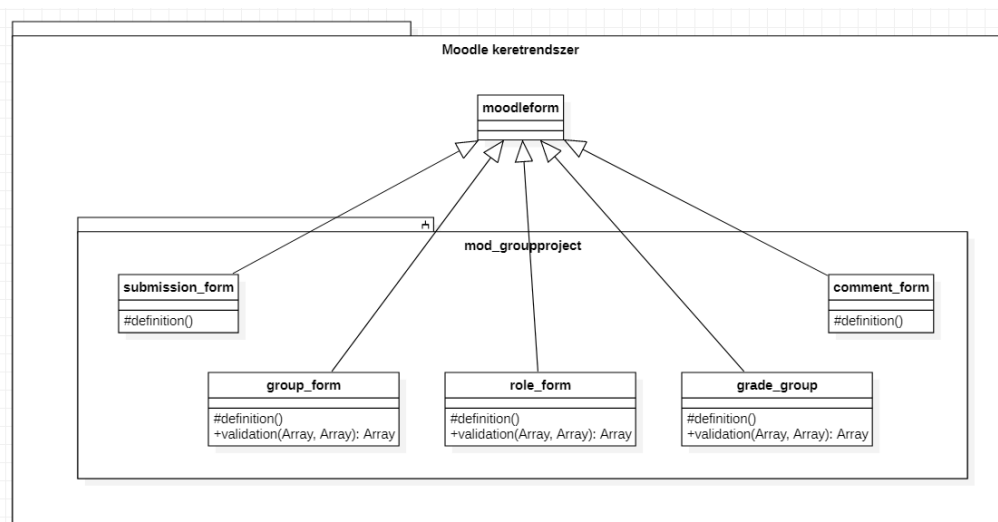 Moodle keretrendszer
moodleform
mod_groupproject
submission_form
#definition()
comment_form
#definition()
group_form
#definition()
+validation(Array, Array): Array
role_form
#definition()
+validation(Array, Array): Array
grade_group
#definition()
+validation(Array, Array): Array